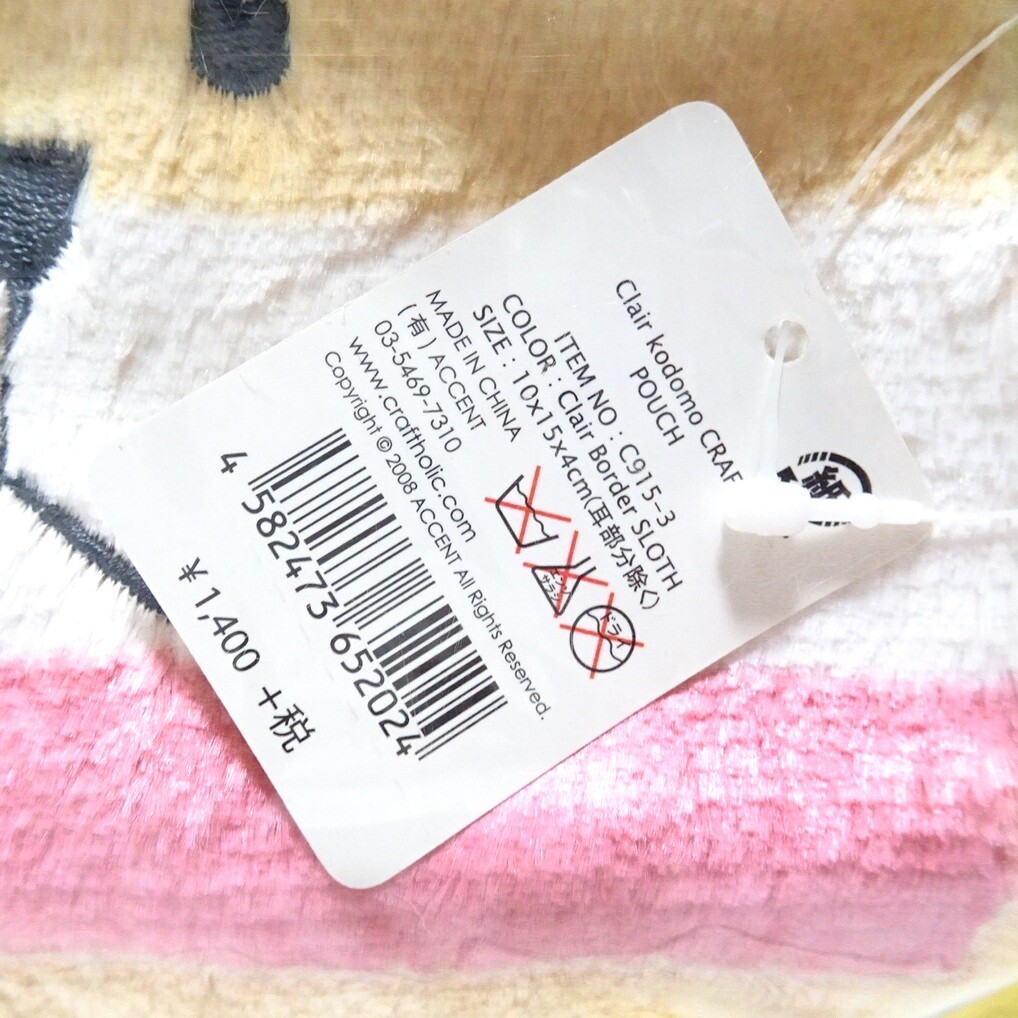 Clair kodomo CRAF
POUCH
ITEM NO : C915-3
COLOR : Clair Border SLOTH
SIZE : 10x15x4cm(耳部分除く)
MADE IN CHINA
(有) ACCENT
03-5469-7310
www.craftholic.com
Copyright © 2008 ACCENT All Rights Reserved.
4 582473 652024
¥ 1,400 +税